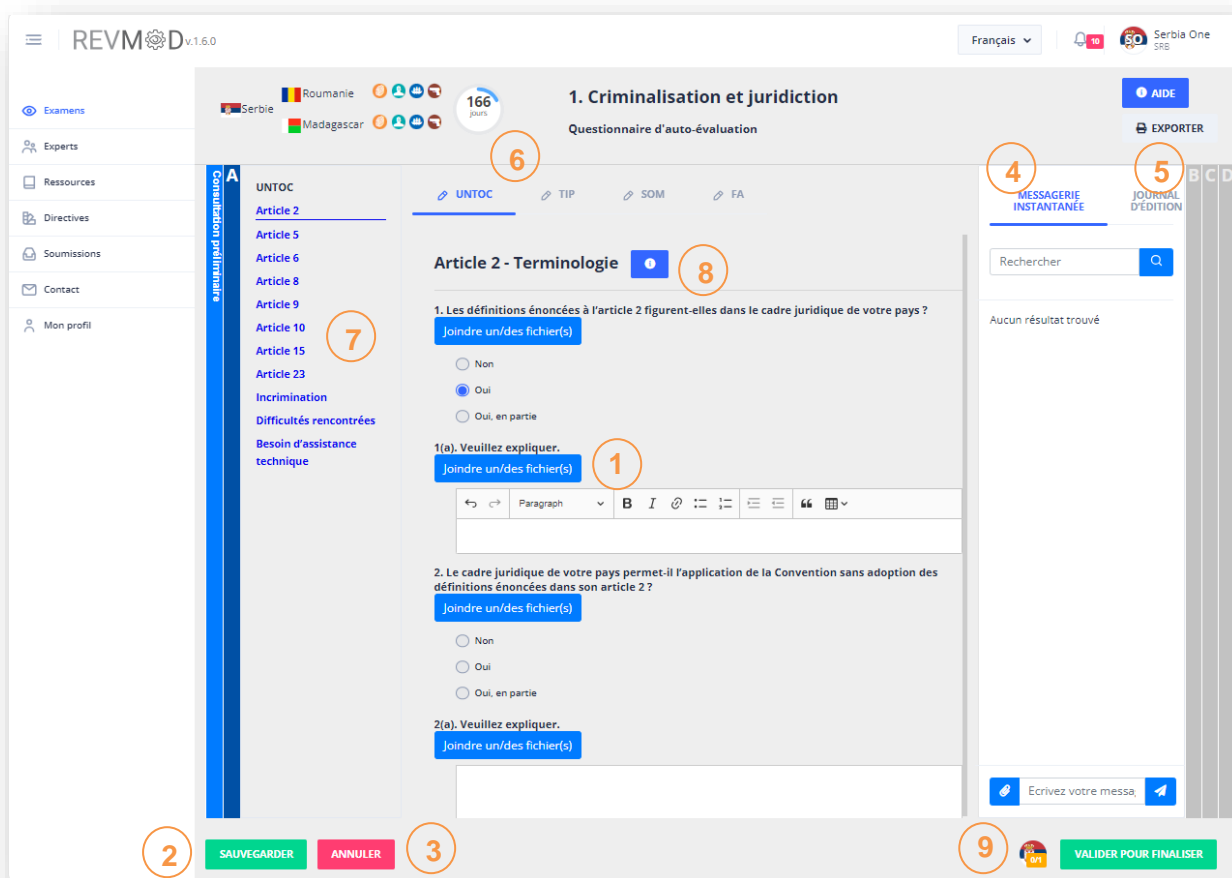 REVMOD v.1.6.0
Français
10
SO
Serbia One
SRB
Examens
Experts
Ressources
Directives
Soumissions
Contact
Mon profil
Serbie
Roumanie
Madagascar
166
jours
1. Criminalisation et juridiction
Questionnaire d'auto-évaluation
AIDE
EXPORTER
6
4
5
Consultation préliminaire
A
UNTOC
Article 2
Article 5
Article 6
Article 8
Article 9
Article 10
Article 15
Article 23
Incrimination
Difficultés rencontrées
Besoin d'assistance
technique
7
UNTOC
TIP
SOM
FA
Article 2 - Terminologie
8
1. Les définitions énoncées à l'article 2 figurent-elles dans le cadre juridique de votre pays ?
Joindre un/des fichier(s)
Non
Oui
Oui, en partie
1(a). Veuillez expliquer.
Joindre un/des fichier(s)
1
Paragraph
B I
2. Le cadre juridique de votre pays permet-il l'application de la Convention sans adoption des
définitions énoncées dans son article 2 ?
Joindre un/des fichier(s)
Non
Oui
Oui, en partie
2(a). Veuillez expliquer.
Joindre un/des fichier(s)
MESSAGERIE
INSTANTANÉE
JOURNAL
D'ÉDITION
B C D
Rechercher
Aucun résultat trouvé
Ecrivez votre messa
2
SAUVEGARDER
ANNULER
3
9
0/1
VALIDER POUR FINALISER